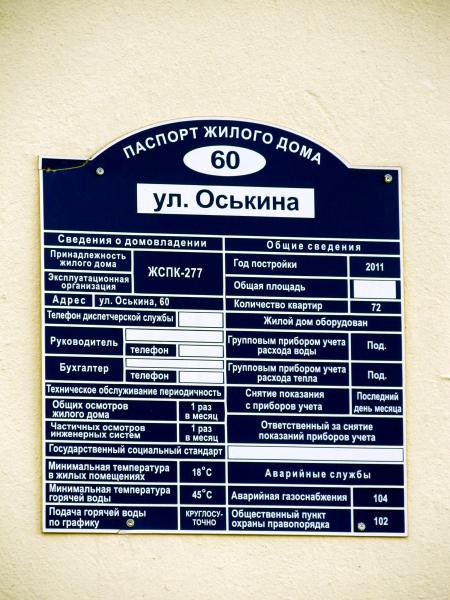 ПАСПОРТ ЖИЛОГО ДОМА
60
ул. Оськина
Сведения о домовладении
Принадлежность
жилого дома
Эксплуатационная
организация
ЖСПК-277
Адрес ул. Оськина, 60
Телефон диспетчерской службы
Руководитель
телефон
Бухгалтер
телефон
Техническое обслуживание периодичность
Общих осмотров
жилого дома
1 раз
в месяц
Частичных осмотров
инженерных систем
1 раз
в месяц
Государственный социальный стандарт
Минимальная температура
в жилых помещениях
18°С
Минимальная температура
горячей воды
45°С
Подача горячей воды
по графику
КРУГЛОСУ-
ТОЧНО
Общие сведения
Год постройки 2011
Общая площадь
Количество квартир 72
Жилой дом оборудован
Групповым прибором учета
расхода воды
Под.
Групповым прибором учета
расхода тепла
Под.
Снятие показания
с приборов учета
Последний
день месяца
Ответственный за снятие
показаний приборов учета
Аварийные службы
Аварийная газоснабжения 104
Общественный пункт
охраны правопорядка
102